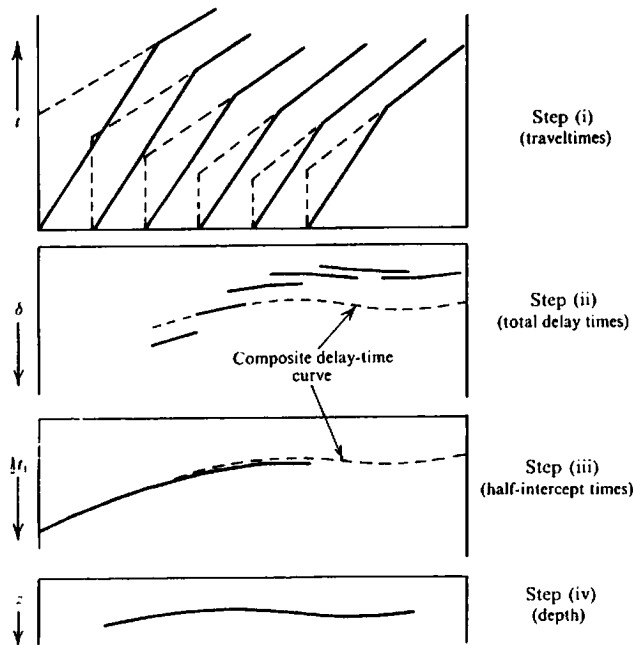 t
Step (i)
(traveltimes)
δ
Step (ii)
(total delay times)
Composite delay-time
curve
Step (iii)
(half-intercept times)
z
Step (iv)
(depth)